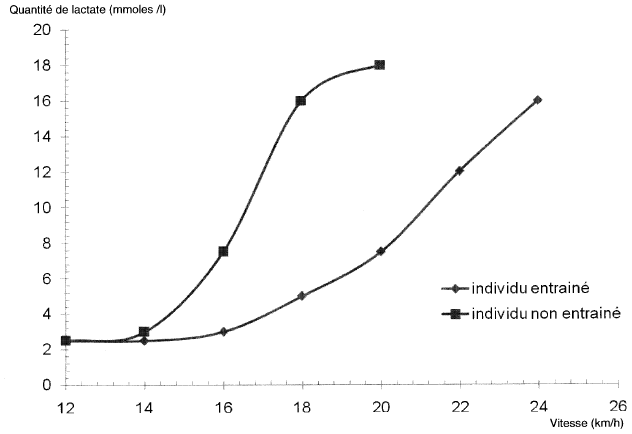 Quantité de lactate (mmoles /l)
20
18
16
14
12
10
8
6
4
2
0
individu entrainé
individu non entrainé
12 14 16 18 20 22 24 26
Vitesse (km/h)